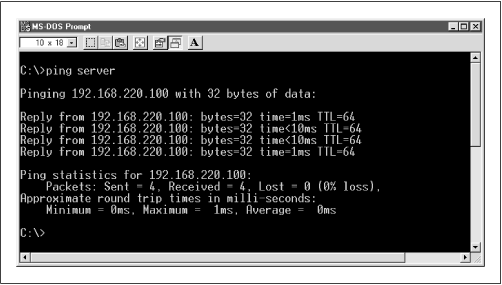 MS-DOS Prompt
10 x 18
A
C:\>ping server
Pinging 192.168.220.100 with 32 bytes of data:
Reply from 192.168.220.100: bytes=32 time=1ms TTL=64
Reply from 192.168.220.100: bytes=32 time<10ms TTL=64
Reply from 192.168.220.100: bytes=32 time<10ms TTL=64
Reply from 192.168.220.100: bytes=32 time=1ms TTL=64
Ping statistics for 192.168.220.100:
    Packets: Sent = 4, Received = 4, Lost = 0 (0% loss),
Approximate round trip times in milli-seconds:
    Minimum = 0ms, Maximum =  1ms, Average =  0ms
C:\>